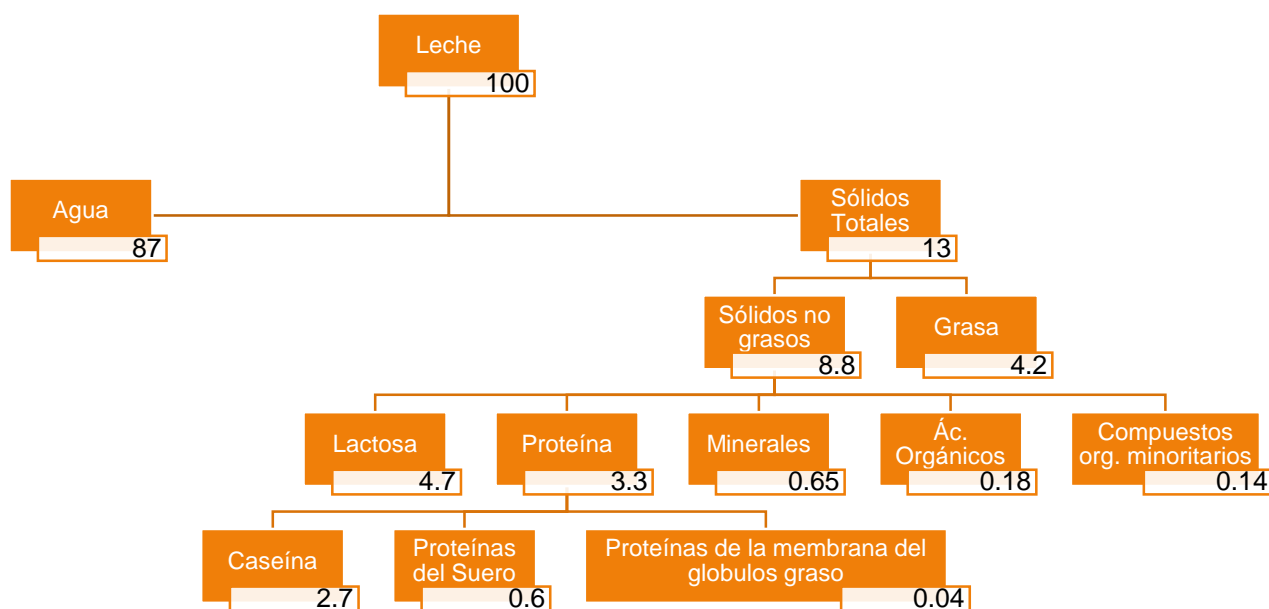 Leche
100
Agua
87
Sólidos
Totales
13
Sólidos no
grasos
8.8
Grasa
4.2
Lactosa
4.7
Proteína
3.3
Minerales
0.65
Ác.
Orgánicos
0.18
Compuestos
org. minoritarios
0.14
Caseína
2.7
Proteínas
del Suero
0.6
Proteínas de la membrana del
globulos graso
0.04